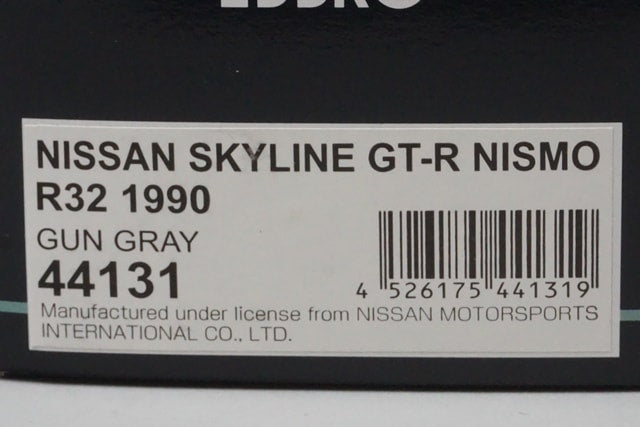 EBBRO
NISSAN SKYLINE GT-R NISMO
R32 1990
GUN GRAY
44131
4 526175 441319
Manufactured under license from NISSAN MOTORSPORTS
INTERNATIONAL CO., LTD.